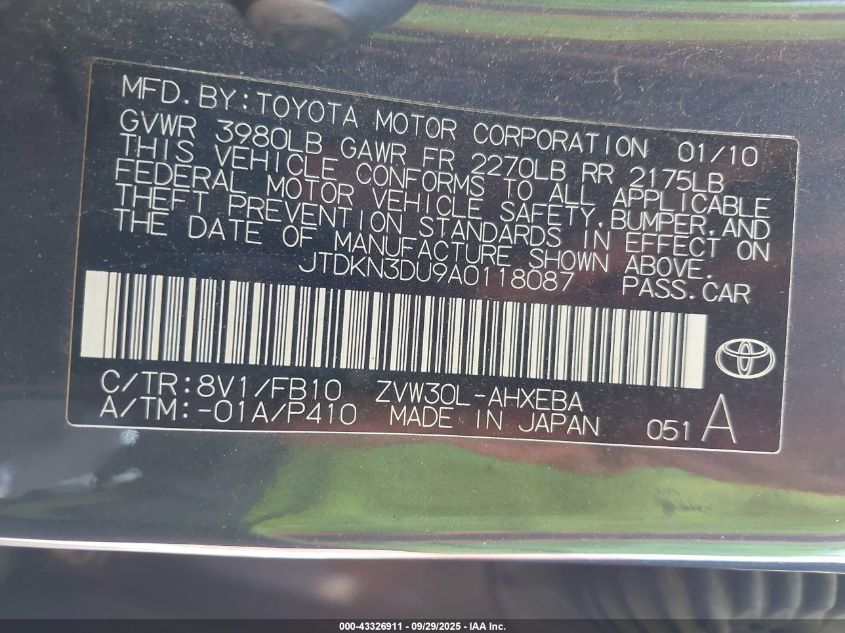 MFD. BY: TOYOTA MOTOR CORPORATION 01/10
GVWR 3980LB GAWR FR 2270LB RR 2175LB
THIS VEHICLE CONFORMS TO ALL APPLICABLE
FEDERAL MOTOR VEHICLE SAFETY, BUMPER, AND
THEFT PREVENTION STANDARDS IN EFFECT ON
THE DATE OF MANUFACTURE SHOWN ABOVE.
JTDKN3DU9A0118087 PASS. CAR
C/TR: 8V1/FB10 ZVW30L-AHXEBA
A/TM: -01A/P410 MADE IN JAPAN 051 A
000-43326911 - 09/29/2025 - IAA Inc.